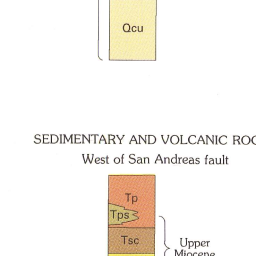 Qcu
SEDIMENTARY AND VOLCANIC ROC
West of San Andreas fault
Tp
Tps
Tsc
Upper
Miocene